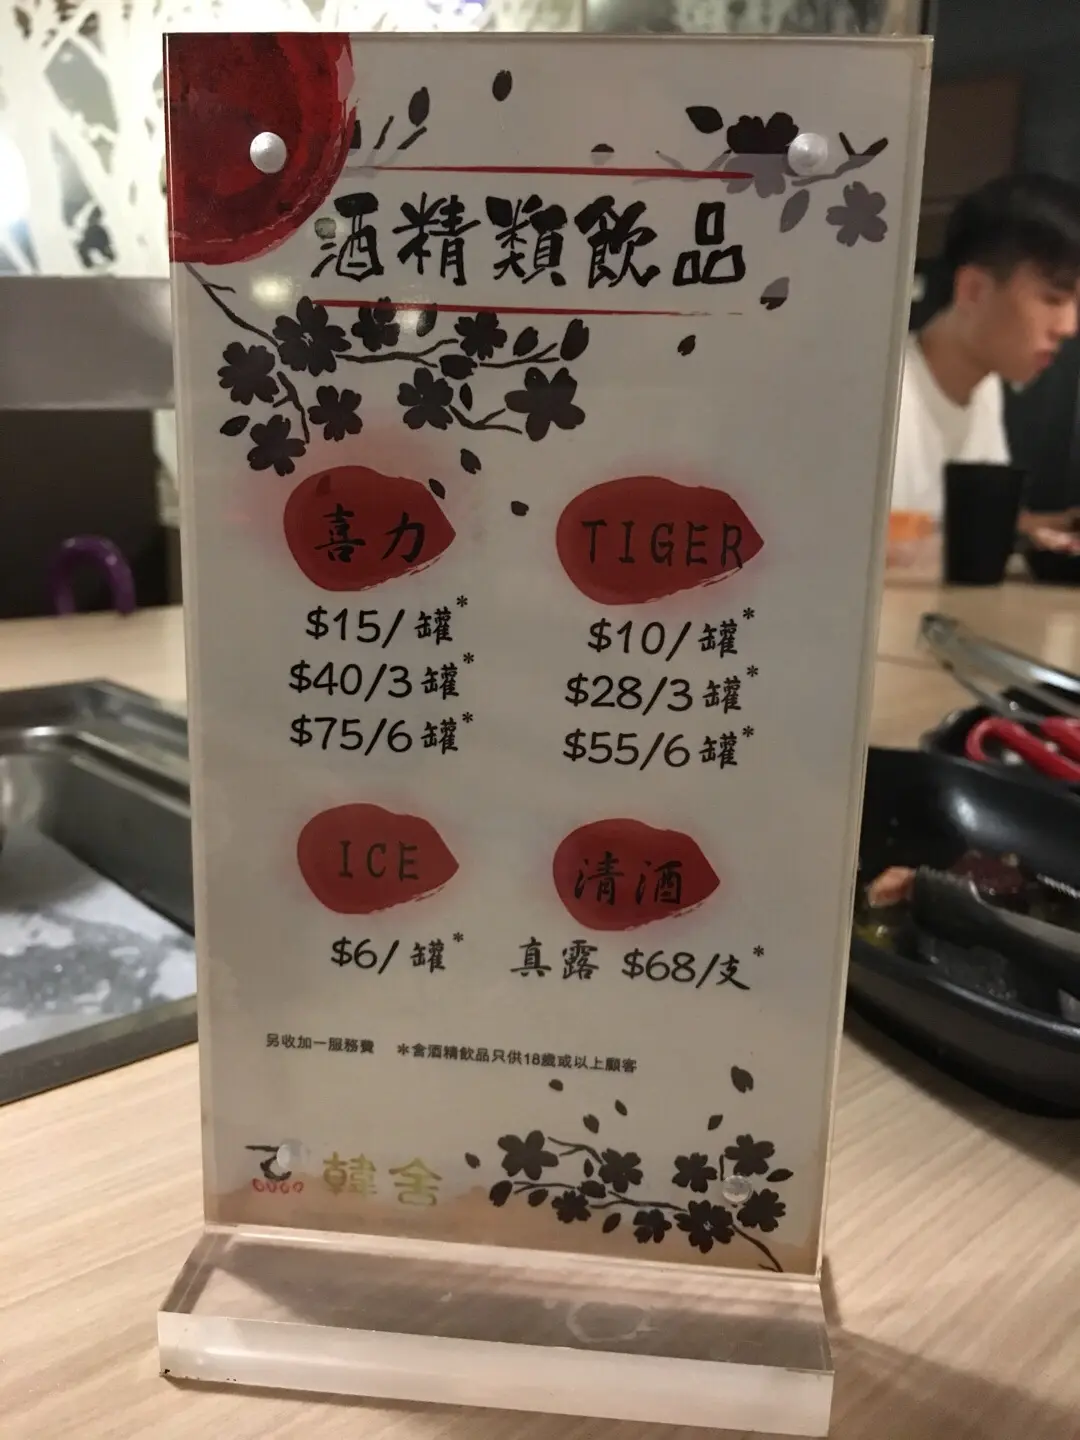 酒精類飲品
喜力
$15/罐*
$40/3罐*
$75/6罐*
TIGER
$10/罐*
$28/3罐*
$55/6罐*
ICE
$6/罐*
清酒
真露 $68/支*
另收加一服務費 *含酒精飲品只供18歲或以上顧客
韓舍